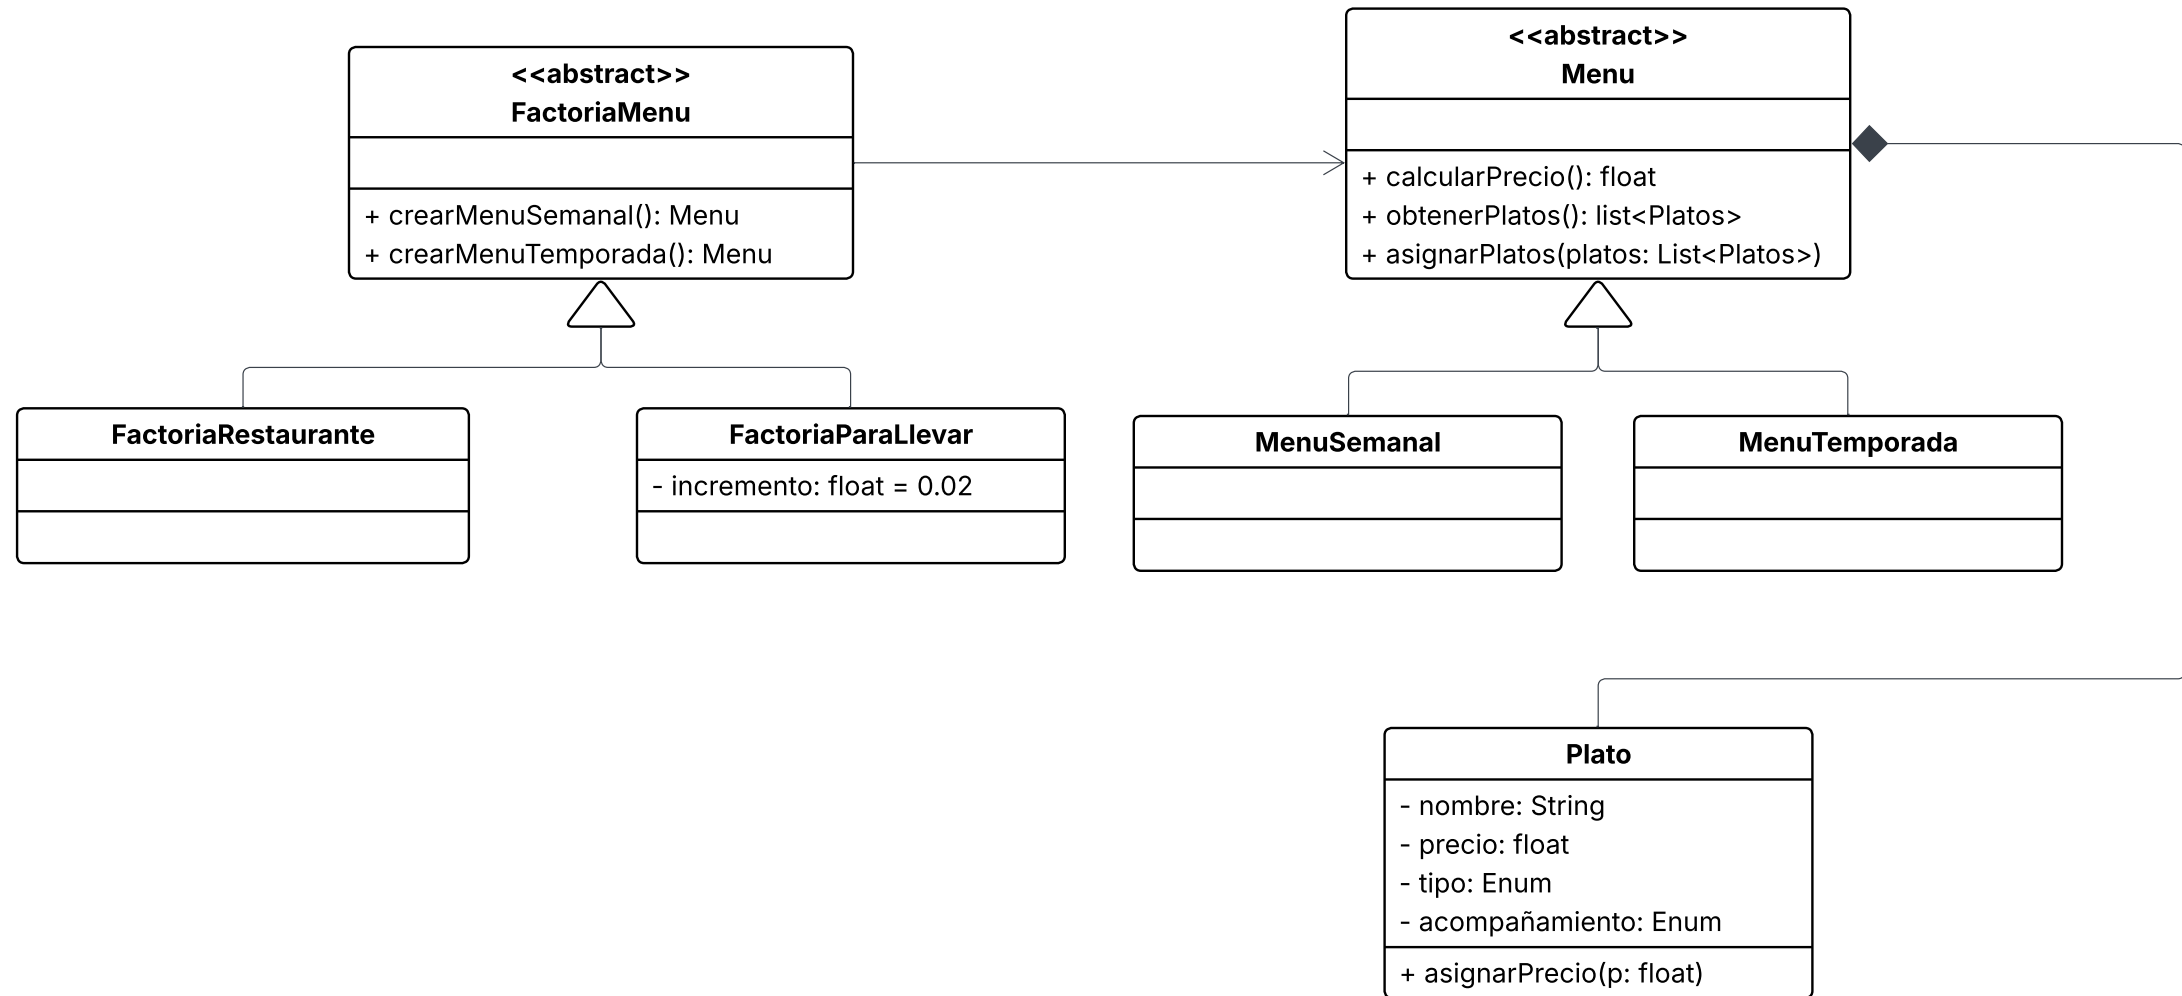 <<abstract>>
FactoriaMenu
+ crearMenuSemanal(): Menu
+ crearMenuTemporada(): Menu
<<abstract>>
Menu
+ calcularPrecio(): float
+ obtenerPlatos(): list<Platos>
+ asignarPlatos(platos: List<Platos>)
FactoriaRestaurante
FactoriaParaLlevar
- incremento: float = 0.02
MenuSemanal
MenuTemporada
Plato
- nombre: String
- precio: float
- tipo: Enum
- acompañamiento: Enum
+ asignarPrecio(p: float)